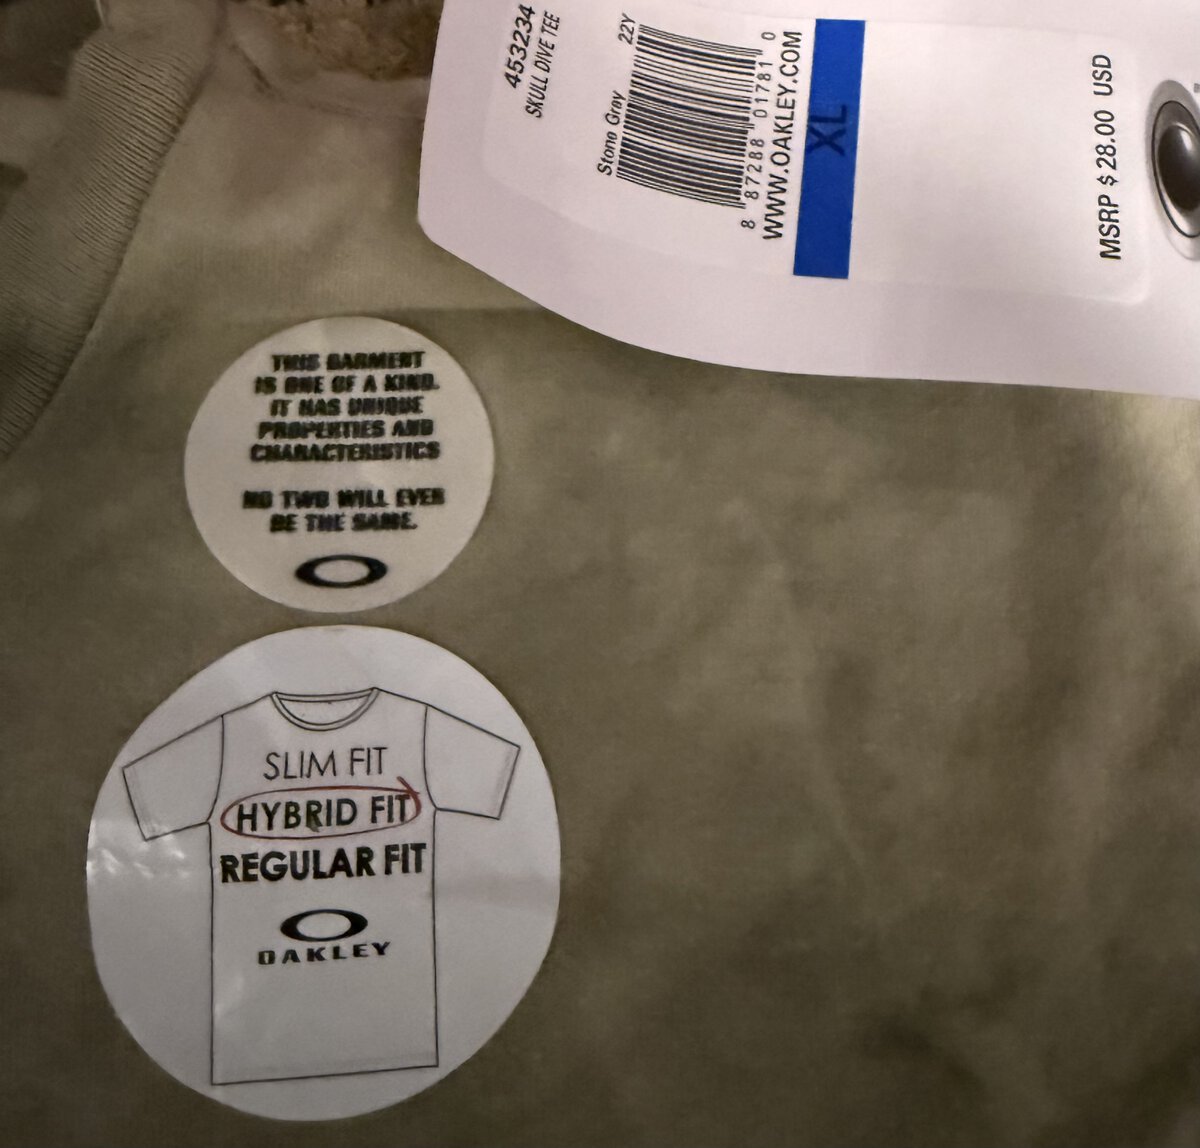 453234
SKULL DIVE TEE
Stone Gray 22Y
8 87288 01781 0
WWW.OAKLEY.COM
XL
MSRP $ 28.00 USD
THIS GARMENT
IS ONE OF A KIND.
IT HAS UNIQUE
PROPERTIES AND
CHARACTERISTICS
NO TWO WILL EVER
BE THE SAME.
SLIM FIT
HYBRID FIT
REGULAR FIT
OAKLEY